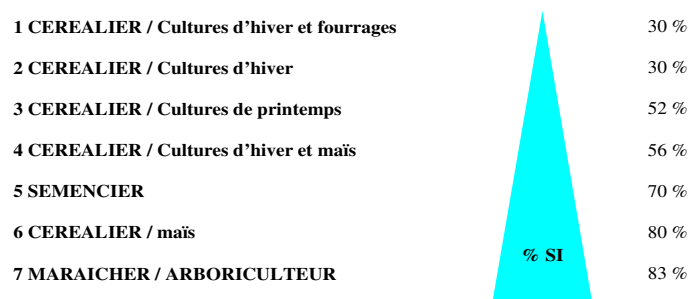 1 CEREALIER / Cultures d’hiver et fourrages 30 %
2 CEREALIER / Cultures d’hiver 30 %
3 CEREALIER / Cultures de printemps 52 %
4 CEREALIER / Cultures d’hiver et maïs 56 %
5 SEMENCIER 70 %
6 CEREALIER / maïs 80 %
% SI
7 MARAICHER / ARBORICULTEUR 83 %